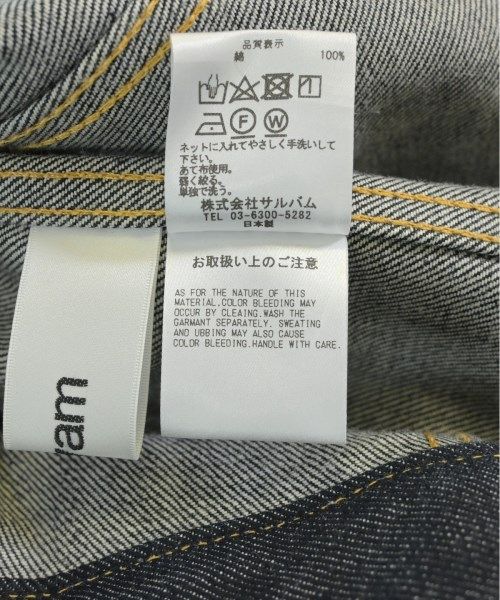 品質表示
綿 100%
F W
ネットに入れてやさしく手洗いして
下さい。
あて布使用。
弱く絞る。
単独で洗う。
株式会社サルバム
TEL 03-6300-5282
日本製
お取扱い上のご注意
AS FOR THE NATURE OF THIS
MATERIAL.COLOR BLEEDING MAY
OCCUR BY CLEAING.WASH THE
GARMANT SEPARATELY. SWEATING
AND UBBING MAY ALSO CAUSE
COLOR BLEEDING.HANDLE WITH CARE.